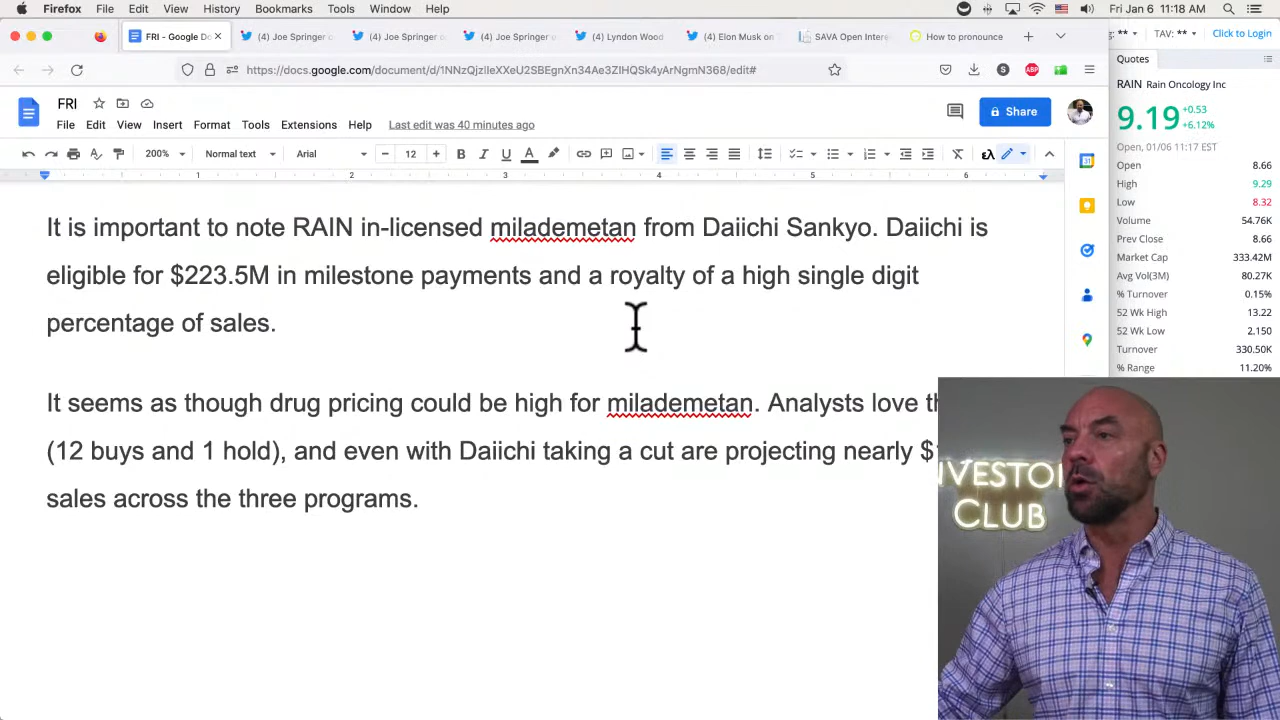 Firefox File Edit View History Bookmarks Tools Window Help Fri Jan 6 11:18 AM
FRI - Google Do (4) Joe Springer o (4) Joe Springer o (4) Joe Springer o (4) Lyndon Wood (4) Elon Musk on SAVA Open Inter How to pronounce
TAV: ** Click to Login
Quotes
https://docs.google.com/document/d/1NNzQjzIleXXeU2SBEgnXn34Ae3ZIHQSk4yArNgmN368/edit#
RAIN Rain Oncology Inc
9.19 +0.53
+6.12%
Open, 01/06 11:17 EST
FRI
File Edit View Insert Format Tools Extensions Help Last edit was 40 minutes ago
Share
200% Normal text Arial 12
1 2 3 4 5 6
Open 8.66
High 9.29
Low 8.32
Volume 54.76K
Prev Close 8.66
Market Cap 333.42M
Avg Vol(3M) 80.27K
% Turnover 0.15%
52 Wk High 13.22
52 Wk Low 2.150
Turnover 330.50K
% Range 11.20%
It is important to note RAIN in-licensed milademetan from Daiichi Sankyo. Daiichi is
eligible for $223.5M in milestone payments and a royalty of a high single digit
percentage of sales.
It seems as though drug pricing could be high for milademetan. Analysts love
(12 buys and 1 hold), and even with Daiichi taking a cut are projecting nearly $
sales across the three programs.
INVESTOR
CLUB